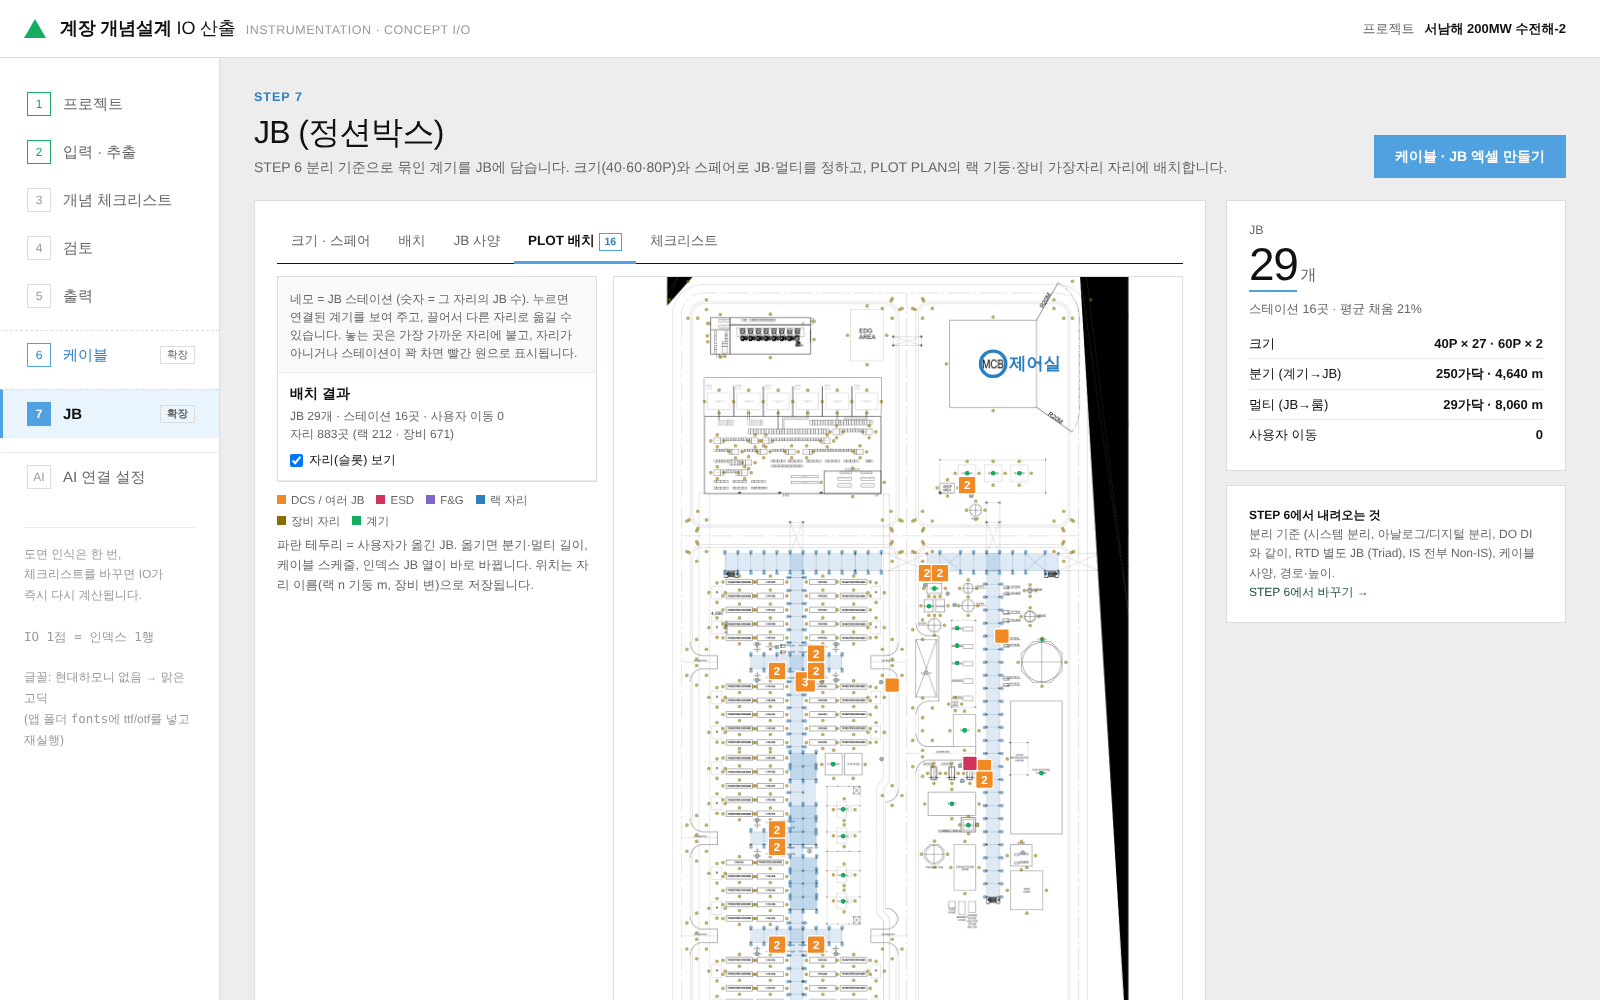 계장 개념설계 IO 산출 INSTRUMENTATION · CONCEPT I/O
프로젝트 서남해 200MW 수전해-2
1 프로젝트
2 입력 · 추출
3 개념 체크리스트
4 검토
5 출력
6 케이블 확장
7 JB 확장
AI AI 연결 설정
도면 인식은 한 번,
체크리스트를 바꾸면 IO가
즉시 다시 계산됩니다.
IO 1점 = 인덱스 1행
글꼴: 현대하모니 없음 → 맑은
고딕
(앱 폴더 fonts에 ttf/otf를 넣고
재실행)
STEP 7
JB (정션박스)
STEP 6 분리 기준으로 묶인 계기를 JB에 담습니다. 크기(40·60·80P)와 스페어로 JB·멀티를 정하고, PLOT PLAN의 랙 기둥·장비 가장자리 자리에 배치합니다.
케이블 · JB 엑셀 만들기
크기 · 스페어 배치 JB 사양 PLOT 배치 16 체크리스트
네모 = JB 스테이션 (숫자 = 그 자리의 JB 수). 누르면
연결된 계기를 보여 주고, 끌어서 다른 자리로 옮길 수
있습니다. 놓는 곳은 가장 가까운 자리에 붙고, 자리가
아니거나 스테이션이 꽉 차면 빨간 원으로 표시됩니다.
배치 결과
JB 29개 · 스테이션 16곳 · 사용자 이동 0
자리 883곳 (랙 212 · 장비 671)
자리(슬롯) 보기
DCS / 여러 JB ESD F&G 랙 자리
장비 자리 계기
파란 테두리 = 사용자가 옮긴 JB. 옮기면 분기·멀티 길이,
케이블 스케줄, 인덱스 JB 열이 바로 바뀝니다. 위치는 자
리 이름(랙 n 기둥 m, 장비 변)으로 저장됩니다.
EDG
AREA
R20M
MCB 제어실
R20M
2
2 2
2
2 2
3
2
2
2
2 2
JB
29 개
스테이션 16곳 · 평균 채움 21%
크기 40P × 27 · 60P × 2
분기 (계기→JB) 250가닥 · 4,640 m
멀티 (JB→룸) 29가닥 · 8,060 m
사용자 이동 0
STEP 6에서 내려오는 것
분리 기준 (시스템 분리, 아날로그/디지털 분리, DO DI
와 같이, RTD 별도 JB (Triad), IS 전부 Non-IS), 케이블
사양, 경로·높이.
STEP 6에서 바꾸기 →